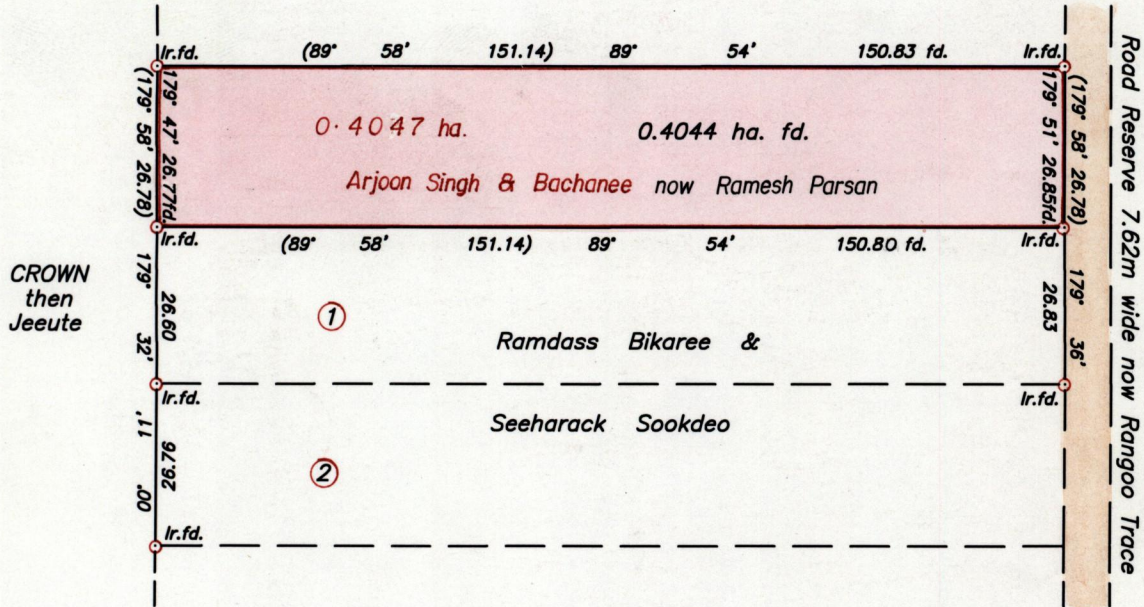 Ir.fd. (89° 58' 151.14) 89° 54' 150.83 fd. Ir.fd.
(179° 58' 26.78)
179° 47' 26.77fd.
0.4047 ha. 0.4044 ha. fd.
Arjoon Singh & Bachanee now Ramesh Parsan
179° 51' 26.85fd.
(179° 58' 26.78)
Road Reserve 7.62m wide now Rangoo Trace
Ir.fd. (89° 58' 151.14) 89° 54' 150.80 fd. Ir.fd.
CROWN
then
Jeeute
179° 32'
26.60
1
Ramdass Bikaree &
179° 36'
26.83
Ir.fd. Ir.fd.
Seeharack Sookdeo
11' 00"
26.76
2
Ir.fd.